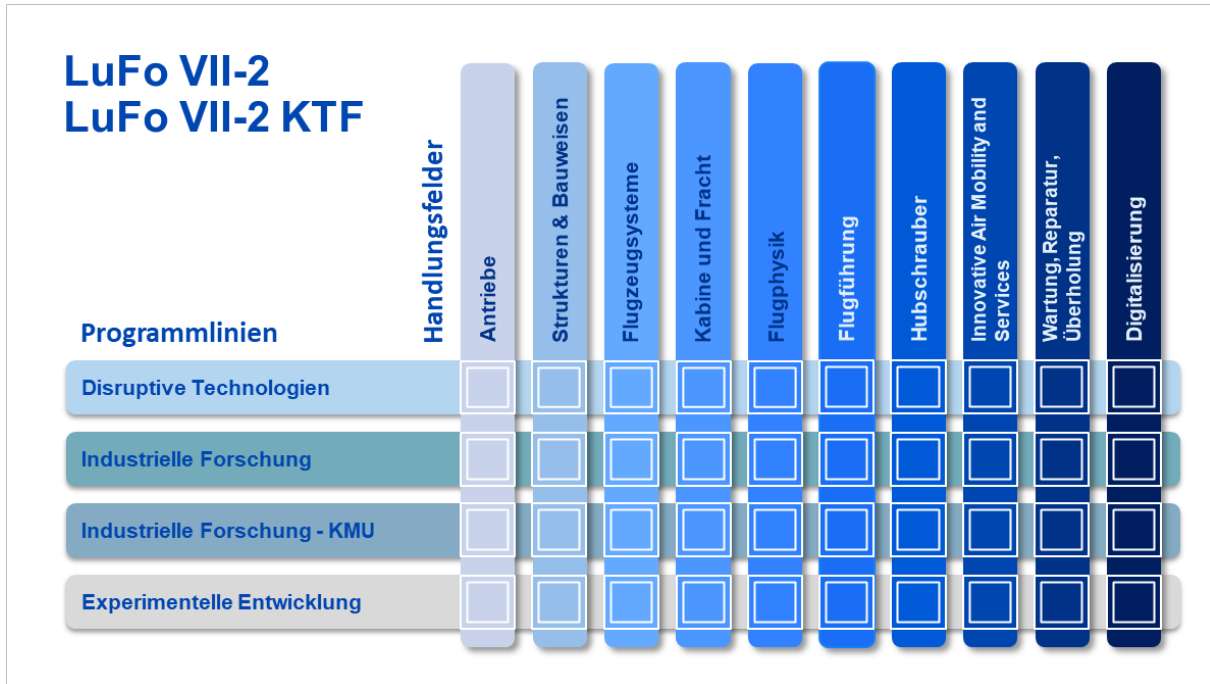 LuFo VII-2
LuFo VII-2 KTF
Handlungsfelder
Antriebe
Strukturen & Bauweisen
Flugzeugsysteme
Kabine und Fracht
Flugphysik
Flugführung
Hubschrauber
Innovative Air Mobility and
Services
Wartung, Reparatur,
Überholung
Digitalisierung
Programmlinien
Disruptive Technologien
Industrielle Forschung
Industrielle Forschung - KMU
Experimentelle Entwicklung